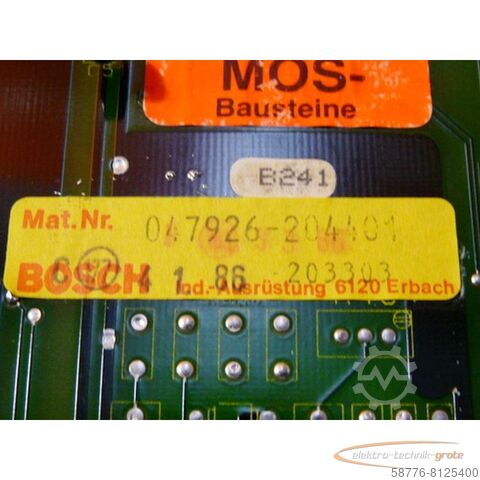 MOS-
Bausteine
B241
Mat.Nr. 047926-204401
BOSCH 4 1. 86 203303
Ind.-Ausrüstung 6120 Erbach
elektro-technik-grote
58776-8125400